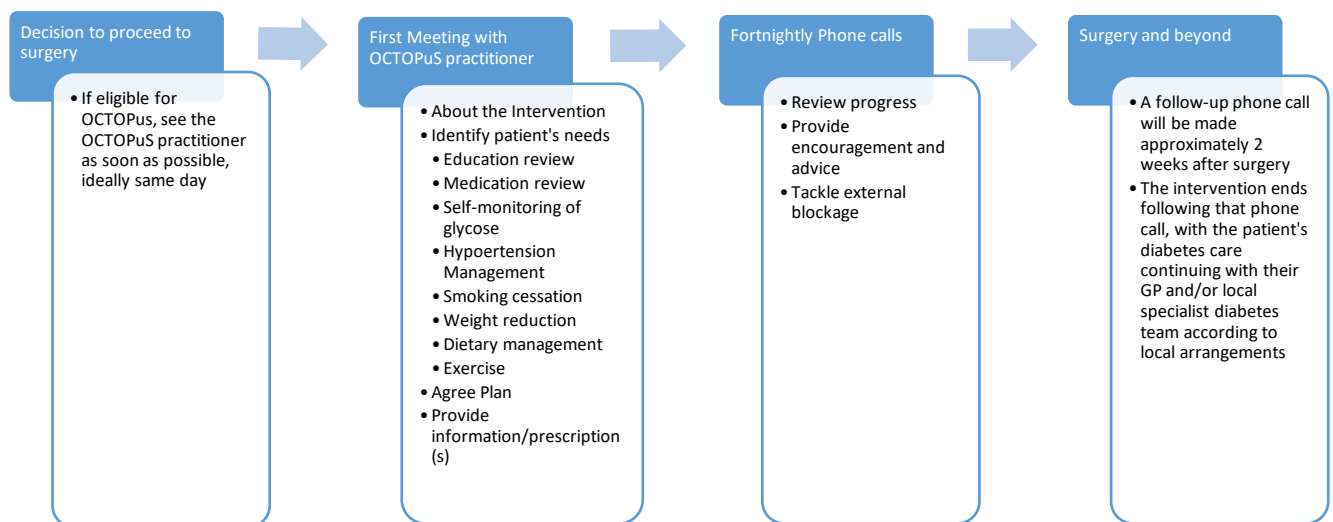 Decision to proceed to
surgery
• If eligible for
OCTOPus, see the
OCTOPuS practitioner
as soon as possible,
ideally same day
First Meeting with
OCTOPuS practitioner
• About the Intervention
• Identify patient's needs
• Education review
• Medication review
• Self-monitoring of
glycose
• Hypoertension
Management
• Smoking cessation
• Weight reduction
• Dietary management
• Exercise
• Agree Plan
• Provide
information/prescription
(s)
Fortnightly Phone calls
• Review progress
• Provide
encouragement and
advice
• Tackle external
blockage
Surgery and beyond
• A follow-up phone call
will be made
approximately 2
weeks after surgery
• The intervention ends
following that phone
call, with the patient's
diabetes care
continuing with their
GP and/or local
specialist diabetes
team according to
local arrangements